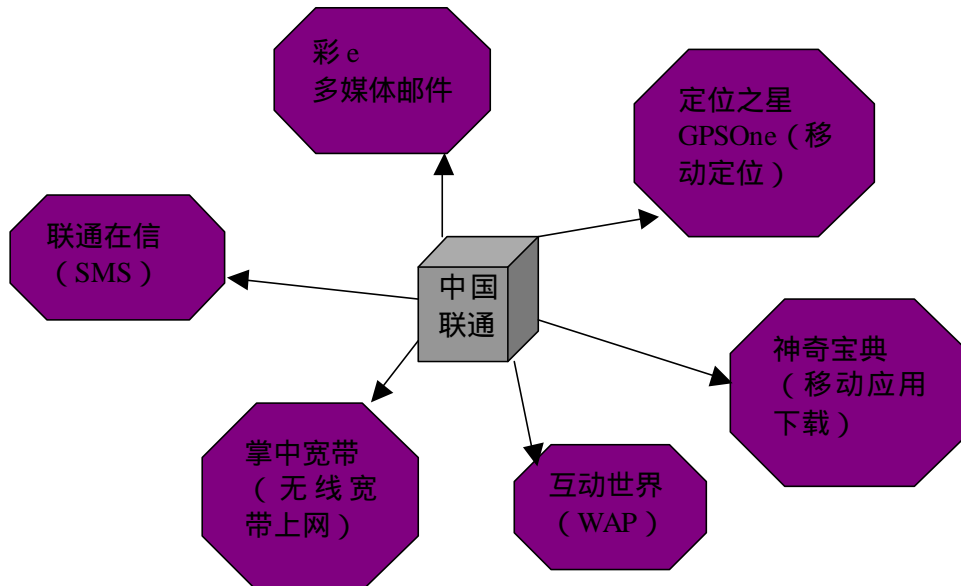 彩 e
多媒体邮件
定位之星
GPSOne（移
动定位）
联通在信
（SMS）
中国
联通
神奇宝典
（移动应用
下载）
掌中宽带
（无线宽
带上网）
互动世界
（WAP）